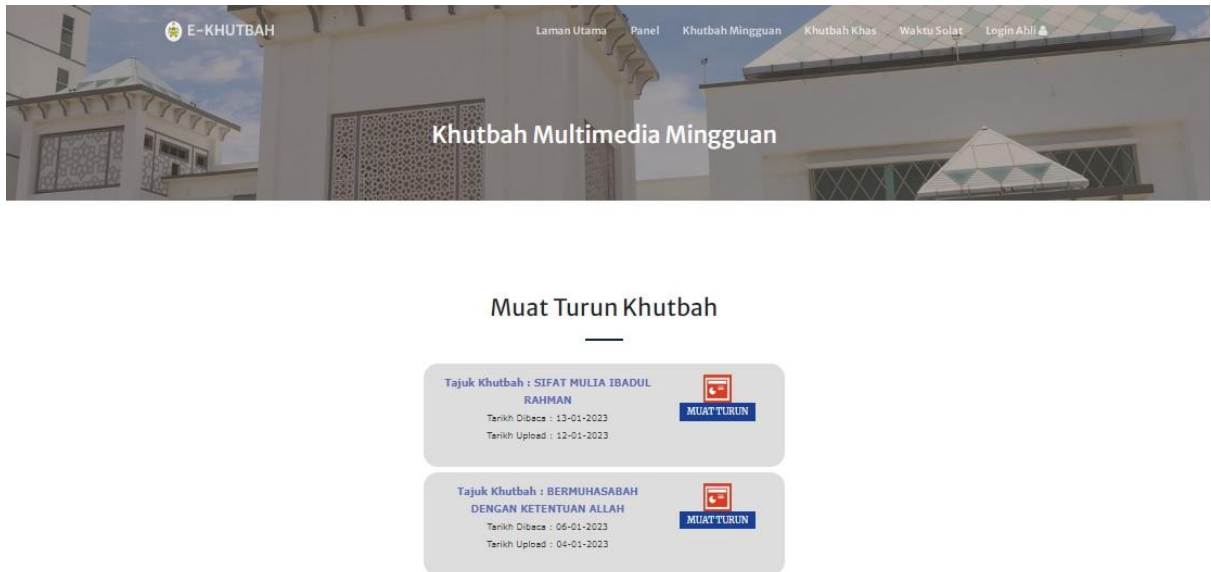 E-KHUTBAH
Laman Utama Panel Khutbah Mingguan Khutbah Khas Waktu Solat Login Ahli
Khutbah Multimedia Mingguan
Muat Turun Khutbah
Tajuk Khutbah : SIFAT MULIA IBADUL
RAHMAN
Tarikh Dibaca : 13-01-2023
Tarikh Upload : 12-01-2023
MUAT TURUN
Tajuk Khutbah : BERMUHASABAH
DENGAN KETENTUAN ALLAH
Tarikh Dibaca : 06-01-2023
Tarikh Upload : 04-01-2023
MUAT TURUN